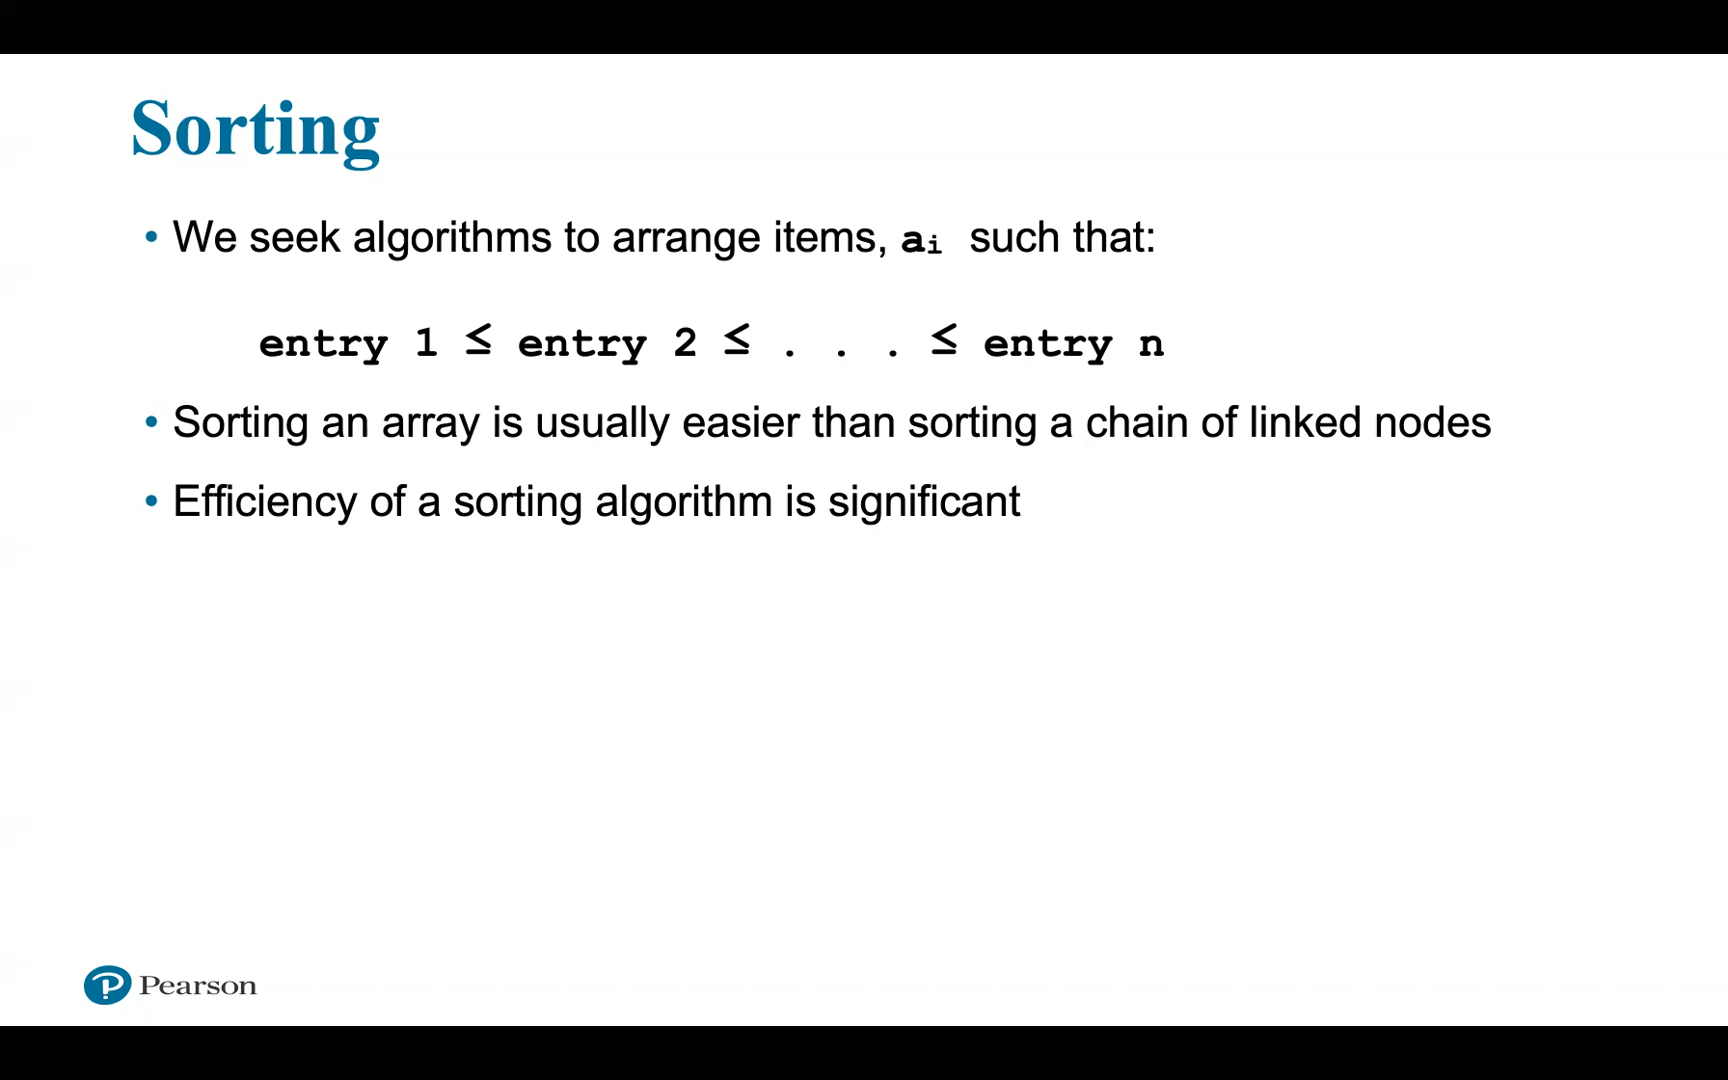 Sorting
• We seek algorithms to arrange items, aᵢ such that:
entry 1 ≤ entry 2 ≤ . . . ≤ entry n
• Sorting an array is usually easier than sorting a chain of linked nodes
• Efficiency of a sorting algorithm is significant
Pearson